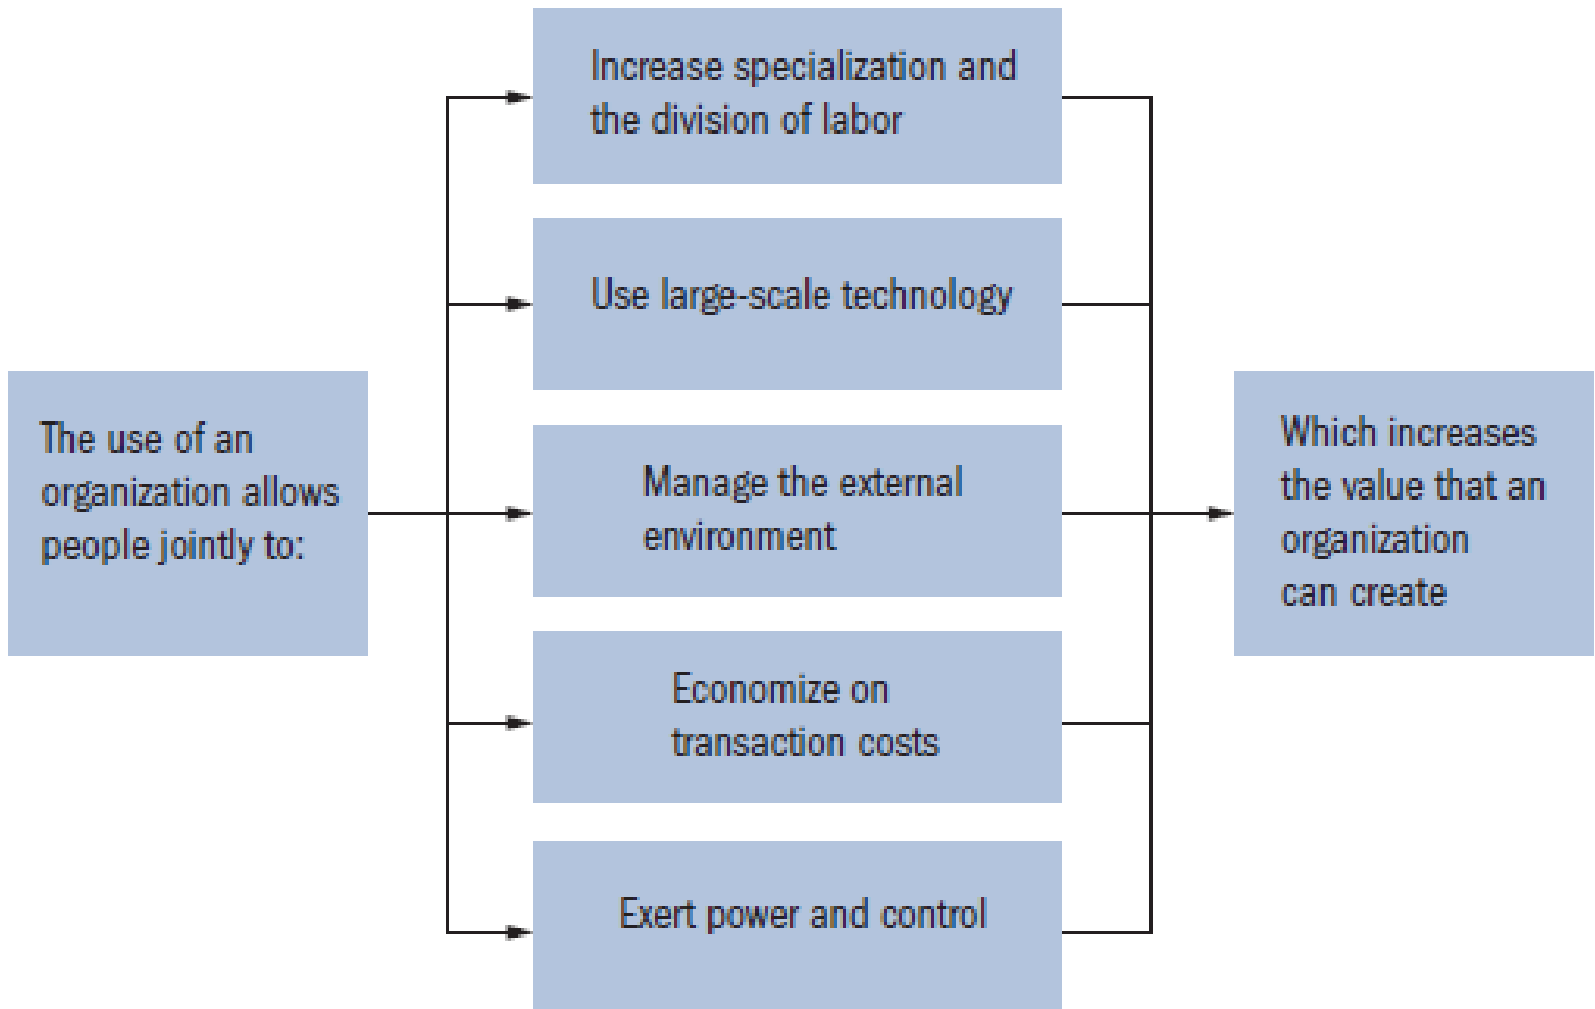 The use of an
organization allows
people jointly to:
Increase specialization and
the division of labor
Use large-scale technology
Manage the external
environment
Economize on
transaction costs
Exert power and control
Which increases
the value that an
organization
can create